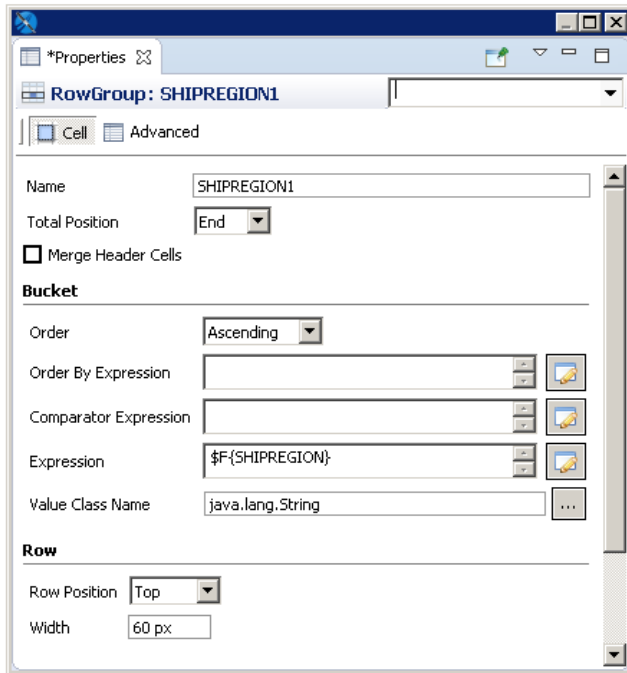 *Properties
RowGroup: SHIPREGION1
Cell Advanced
Name SHIPREGION1
Total Position End
Merge Header Cells
Bucket
Order Ascending
Order By Expression
Comparator Expression
Expression $F{SHIPREGION}
Value Class Name java.lang.String ...
Row
Row Position Top
Width 60 px